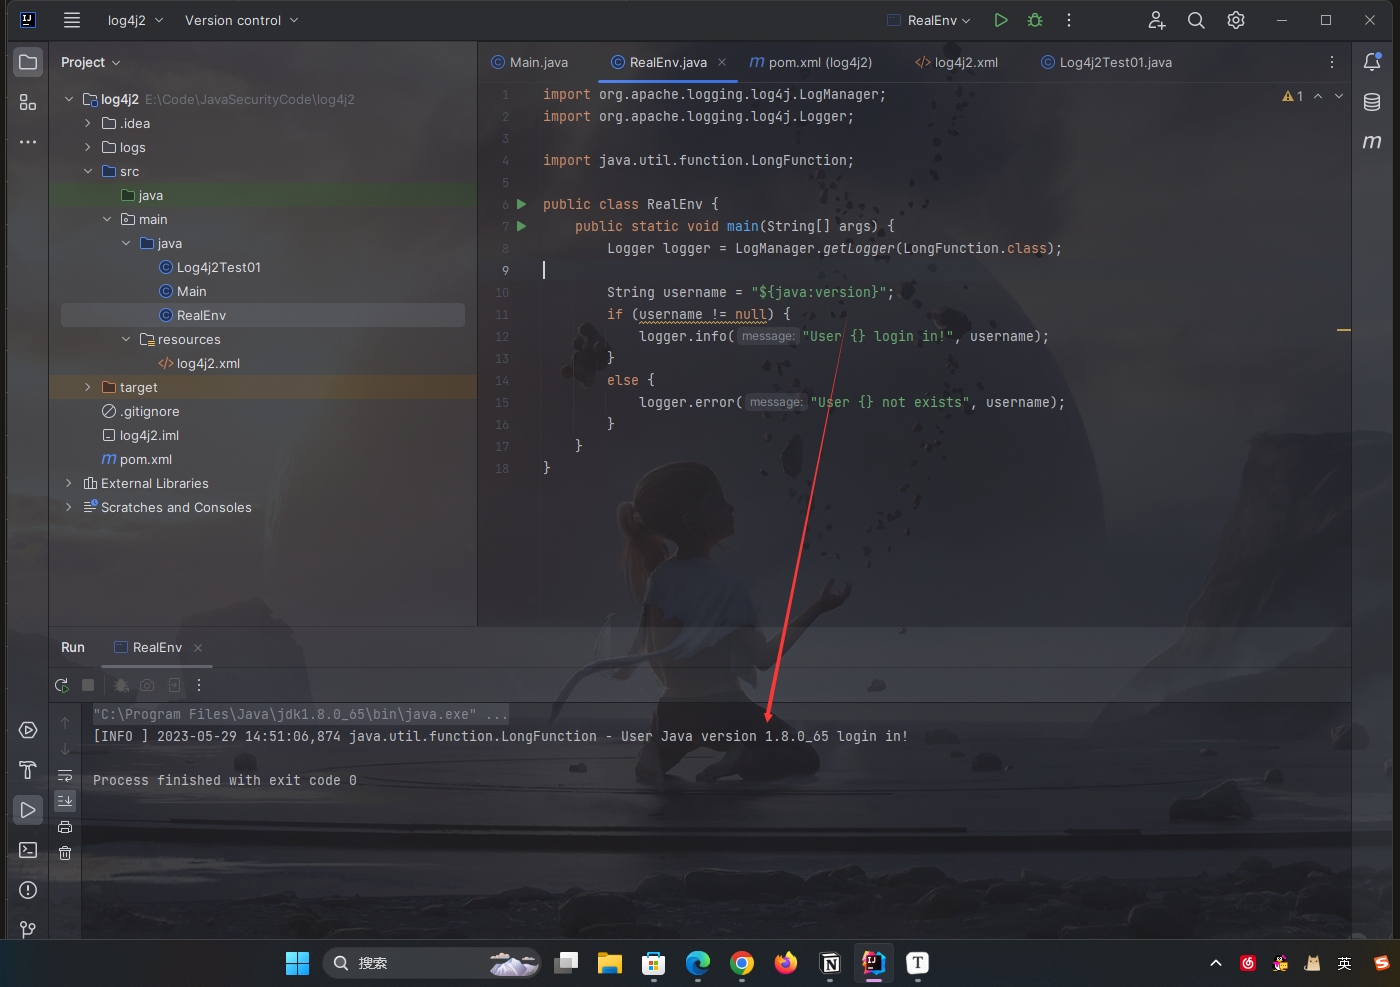 log4j2
Version control
RealEnv
Project
Main.java
RealEnv.java
pom.xml (log4j2)
log4j2.xml
Log4j2Test01.java
log4j2 E:\Code\JavaSecurityCode\log4j2
.idea
logs
src
java
main
java
Log4j2Test01
Main
RealEnv
resources
log4j2.xml
target
.gitignore
log4j2.iml
pom.xml
External Libraries
Scratches and Consoles
1
1 import org.apache.logging.log4j.LogManager;
2 import org.apache.logging.log4j.Logger;
3
4 import java.util.function.LongFunction;
5
6 public class RealEnv {
7 public static void main(String[] args) {
8 Logger logger = LogManager.getLogger(LongFunction.class);
9
10 String username = "${java:version}";
11 if (username != null) {
12 logger.info( message: "User {} login in!", username);
13 }
14 else {
15 logger.error( message: "User {} not exists", username);
16 }
17 }
18 }
Run
RealEnv
"C:\Program Files\Java\jdk1.8.0_65\bin\java.exe" ...
[INFO ] 2023-05-29 14:51:06,874 java.util.function.LongFunction - User Java version 1.8.0_65 login in!
Process finished with exit code 0
搜索
英